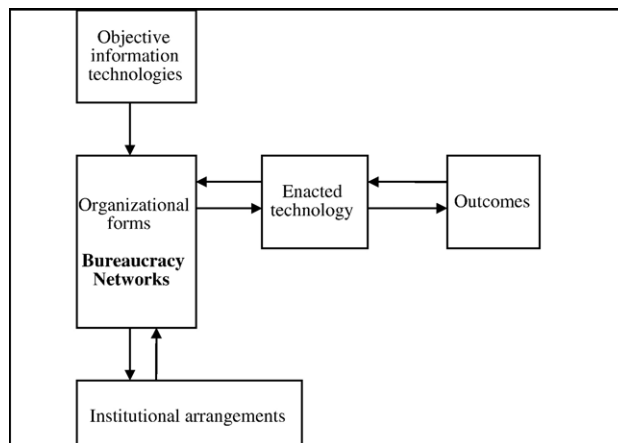 Objective
information
technologies
Organizational
forms
Bureaucracy
Networks
Enacted
technology
Outcomes
Institutional arrangements